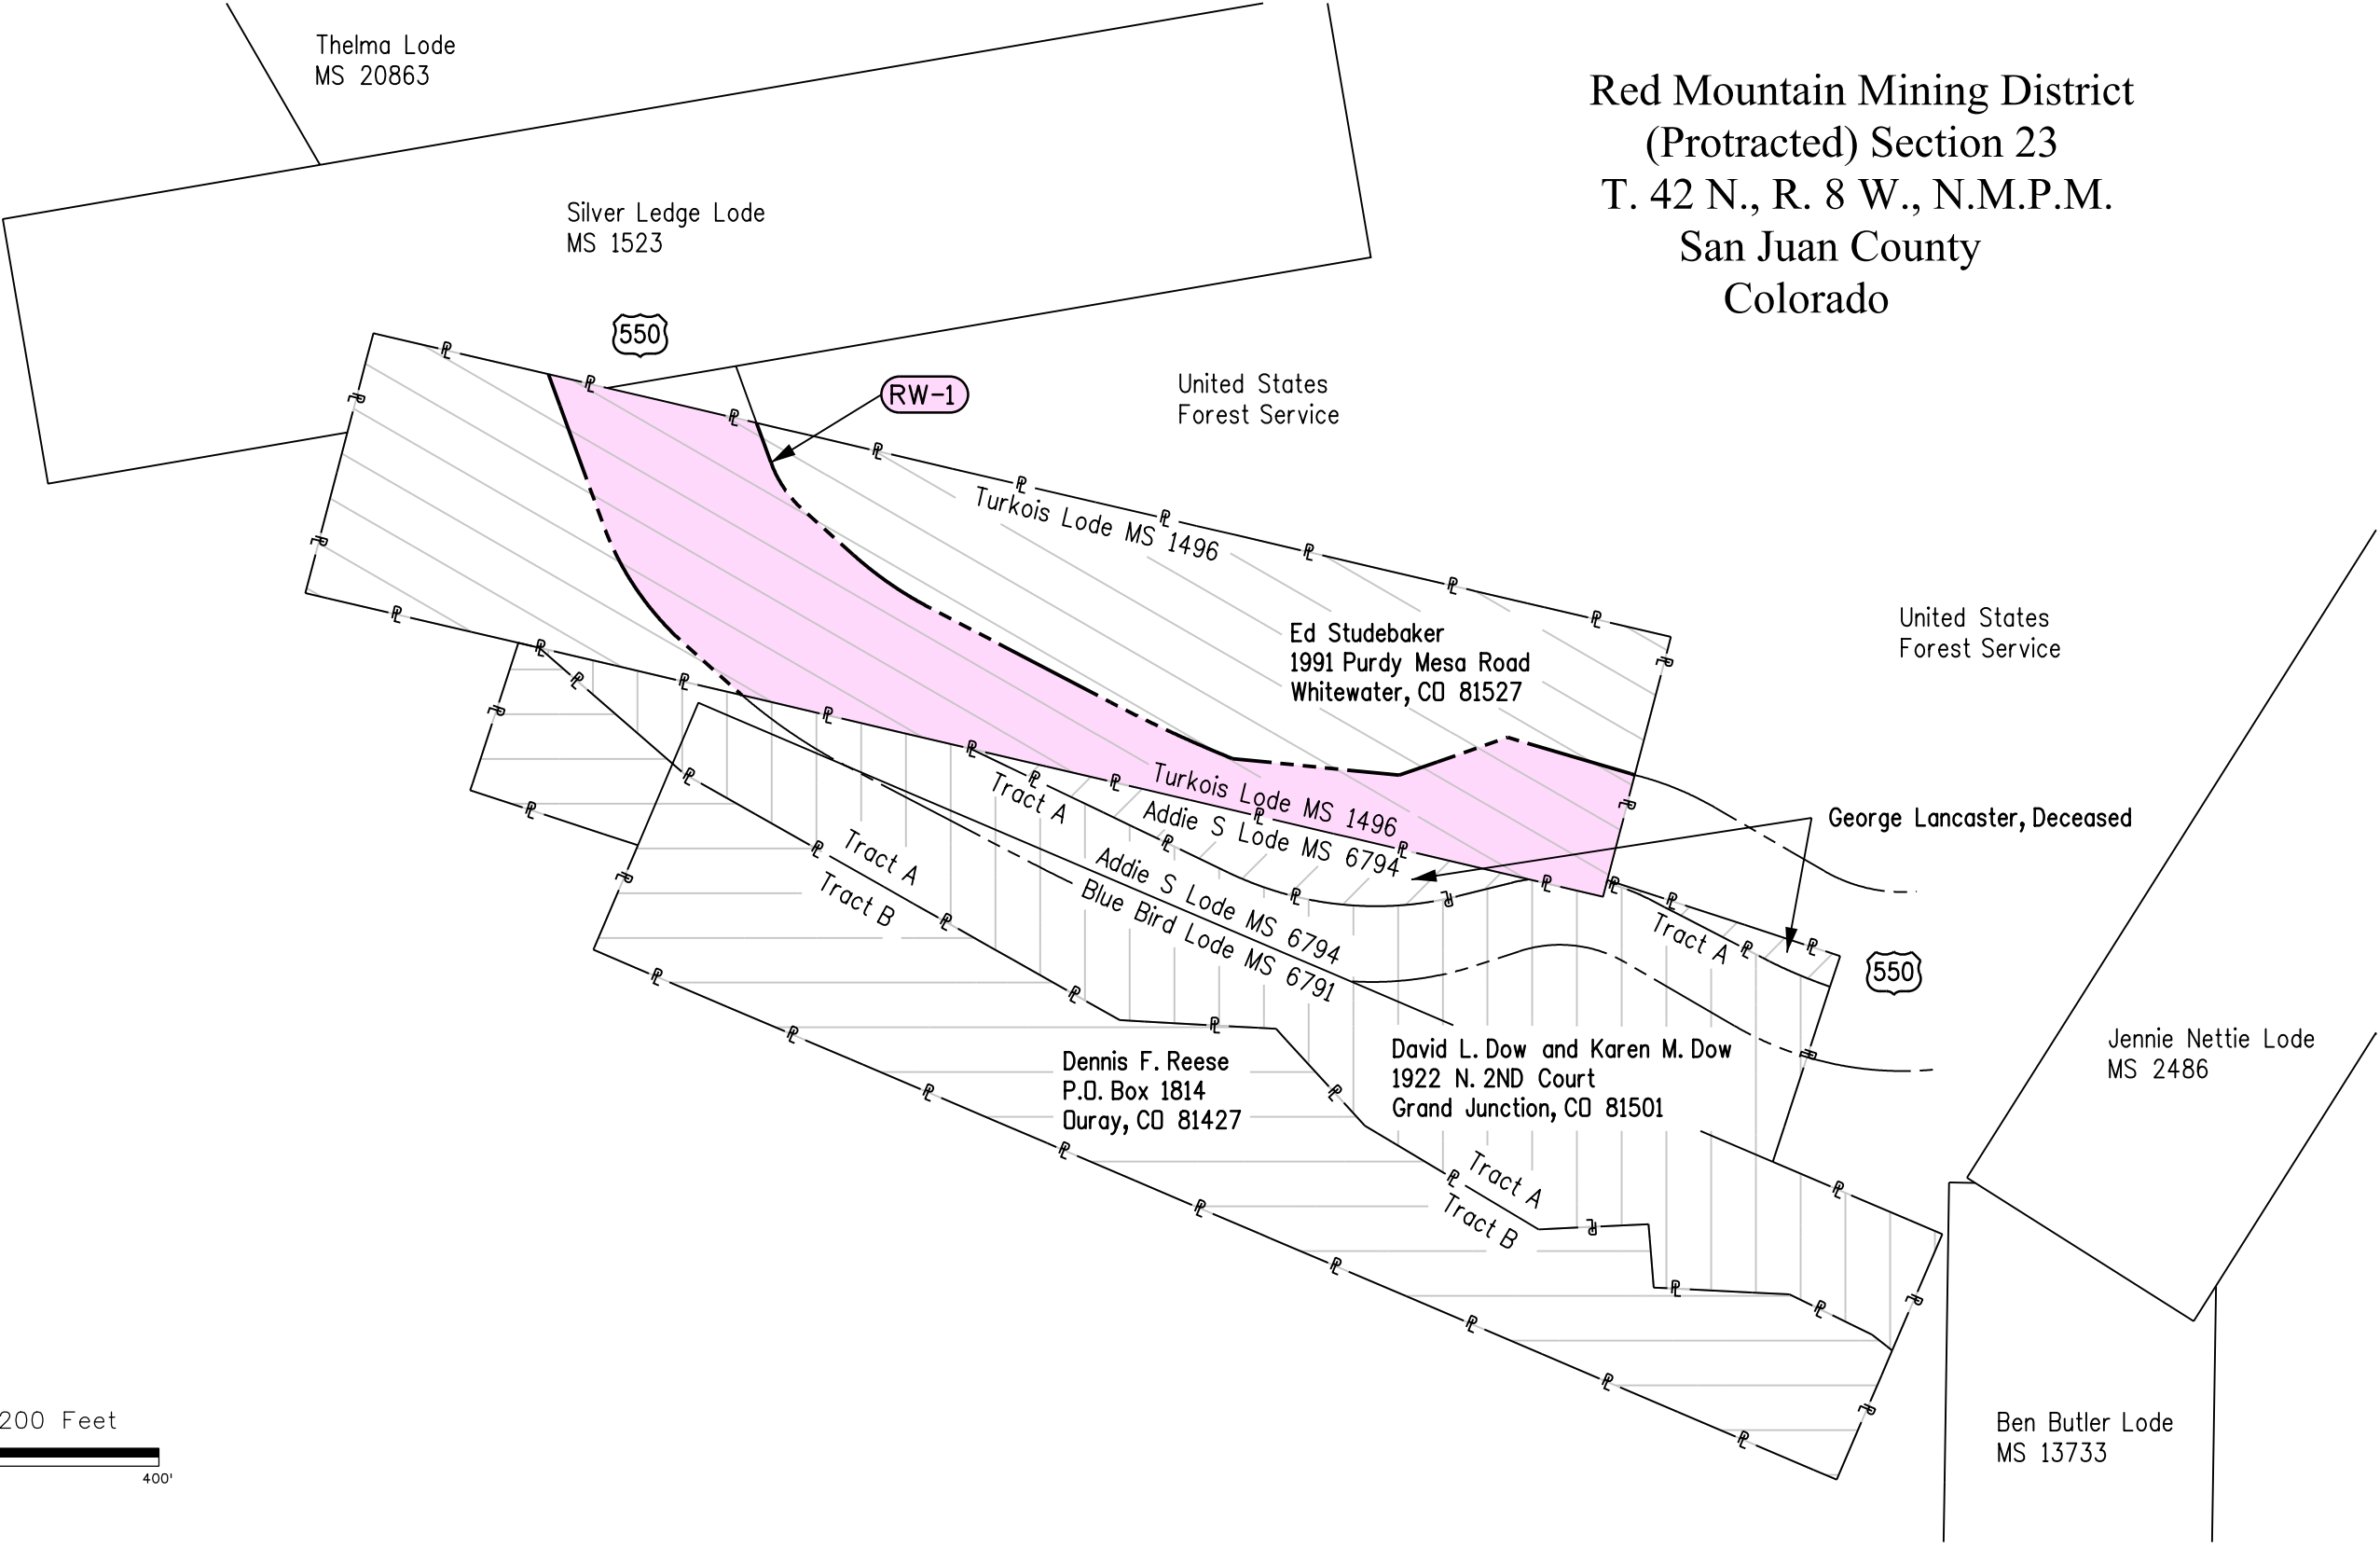 Thelma Lode
MS 20863
Red Mountain Mining District
(Protracted) Section 23
T. 42 N., R. 8 W., N.M.P.M.
San Juan County
Colorado
Silver Ledge Lode
MS 1523
550
RW-1
United States
Forest Service
Turkois Lode MS 1496
Ed Studebaker
1991 Purdy Mesa Road
Whitewater, CO 81527
United States
Forest Service
Turkois Lode MS 1496
Addie S Lode MS 6794
Tract A
George Lancaster, Deceased
Tract A
Tract B
Addie S Lode MS 6794
Blue Bird Lode MS 6791
Tract A
550
Dennis F. Reese
P.O. Box 1814
Ouray, CO 81427
David L. Dow and Karen M. Dow
1922 N. 2ND Court
Grand Junction, CO 81501
Jennie Nettie Lode
MS 2486
Tract A
Tract B
200 Feet
400'
Ben Butler Lode
MS 13733